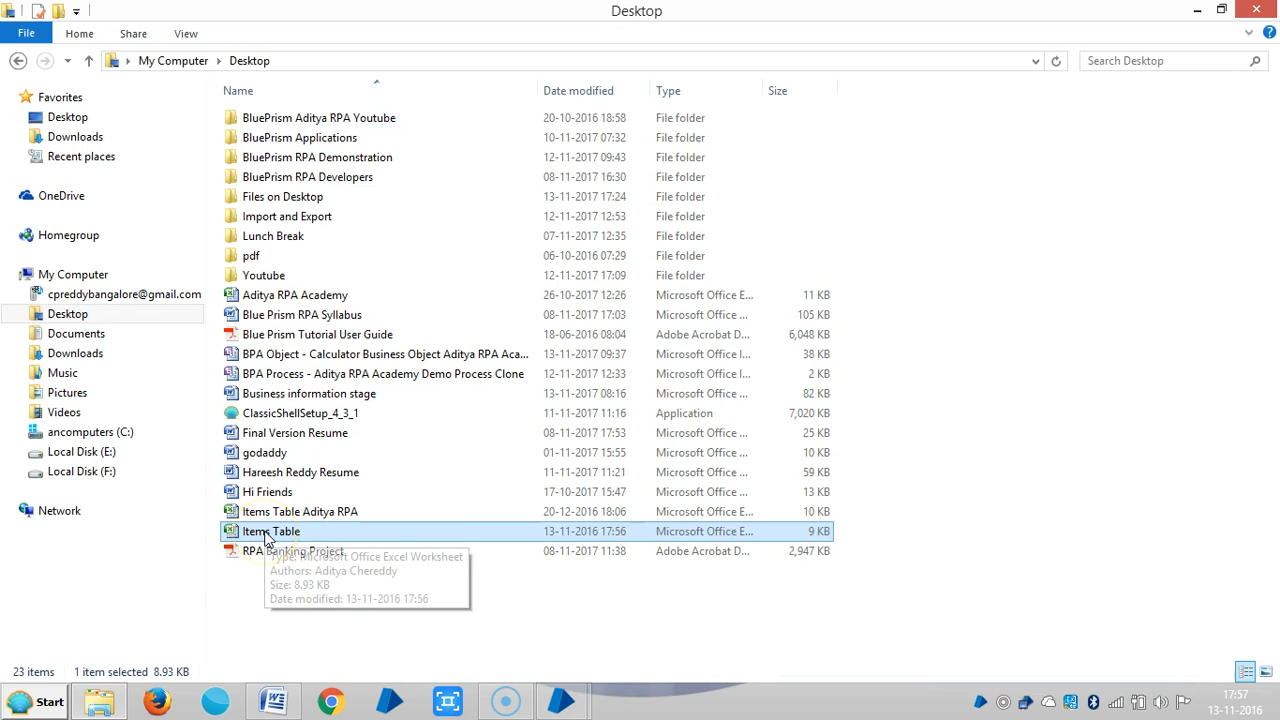 Desktop
File Home Share View
My Computer Desktop
Search Desktop
Name Date modified Type Size
Favorites
Desktop
Downloads
Recent places
OneDrive
Homegroup
My Computer
cpreddybangalore@gmail.com
Desktop
Documents
Downloads
Music
Pictures
Videos
ancomputers (C:)
Local Disk (E:)
Local Disk (F:)
Network
BluePrism Aditya RPA Youtube 20-10-2016 18:58 File folder
BluePrism Applications 10-11-2017 07:32 File folder
BluePrism RPA Demonstration 12-11-2017 09:43 File folder
BluePrism RPA Developers 08-11-2017 16:30 File folder
Files on Desktop 13-11-2017 17:24 File folder
Import and Export 12-11-2017 12:53 File folder
Lunch Break 07-11-2017 12:35 File folder
pdf 06-10-2016 07:29 File folder
Youtube 12-11-2017 17:09 File folder
Aditya RPA Academy 26-10-2017 12:26 Microsoft Office E... 11 KB
Blue Prism RPA Syllabus 08-11-2017 17:03 Microsoft Office ... 105 KB
Blue Prism Tutorial User Guide 18-06-2016 08:04 Adobe Acrobat D... 6,048 KB
BPA Object - Calculator Business Object Aditya RPA Aca... 13-11-2017 09:37 Microsoft Office I... 38 KB
BPA Process - Aditya RPA Academy Demo Process Clone 12-11-2017 12:33 Microsoft Office I... 2 KB
Business information stage 13-11-2017 08:16 Microsoft Office ... 82 KB
ClassicShellSetup_4_3_1 11-11-2017 11:16 Application 7,020 KB
Final Version Resume 08-11-2017 17:53 Microsoft Office ... 25 KB
godaddy 01-11-2017 15:55 Microsoft Office ... 10 KB
Hareesh Reddy Resume 11-11-2017 11:21 Microsoft Office ... 59 KB
Hi Friends 17-10-2017 15:47 Microsoft Office ... 13 KB
Items Table Aditya RPA 20-12-2016 18:06 Microsoft Office E... 10 KB
Items Table 13-11-2016 17:56 Microsoft Office E... 9 KB
RPA Banking Project 08-11-2017 11:38 Adobe Acrobat D... 2,947 KB
Type: Microsoft Office Excel Worksheet
Authors: Aditya Chereddy
Size: 8.93 KB
Date modified: 13-11-2016 17:56
23 items 1 item selected 8.93 KB
Start
17:57
13-11-2016